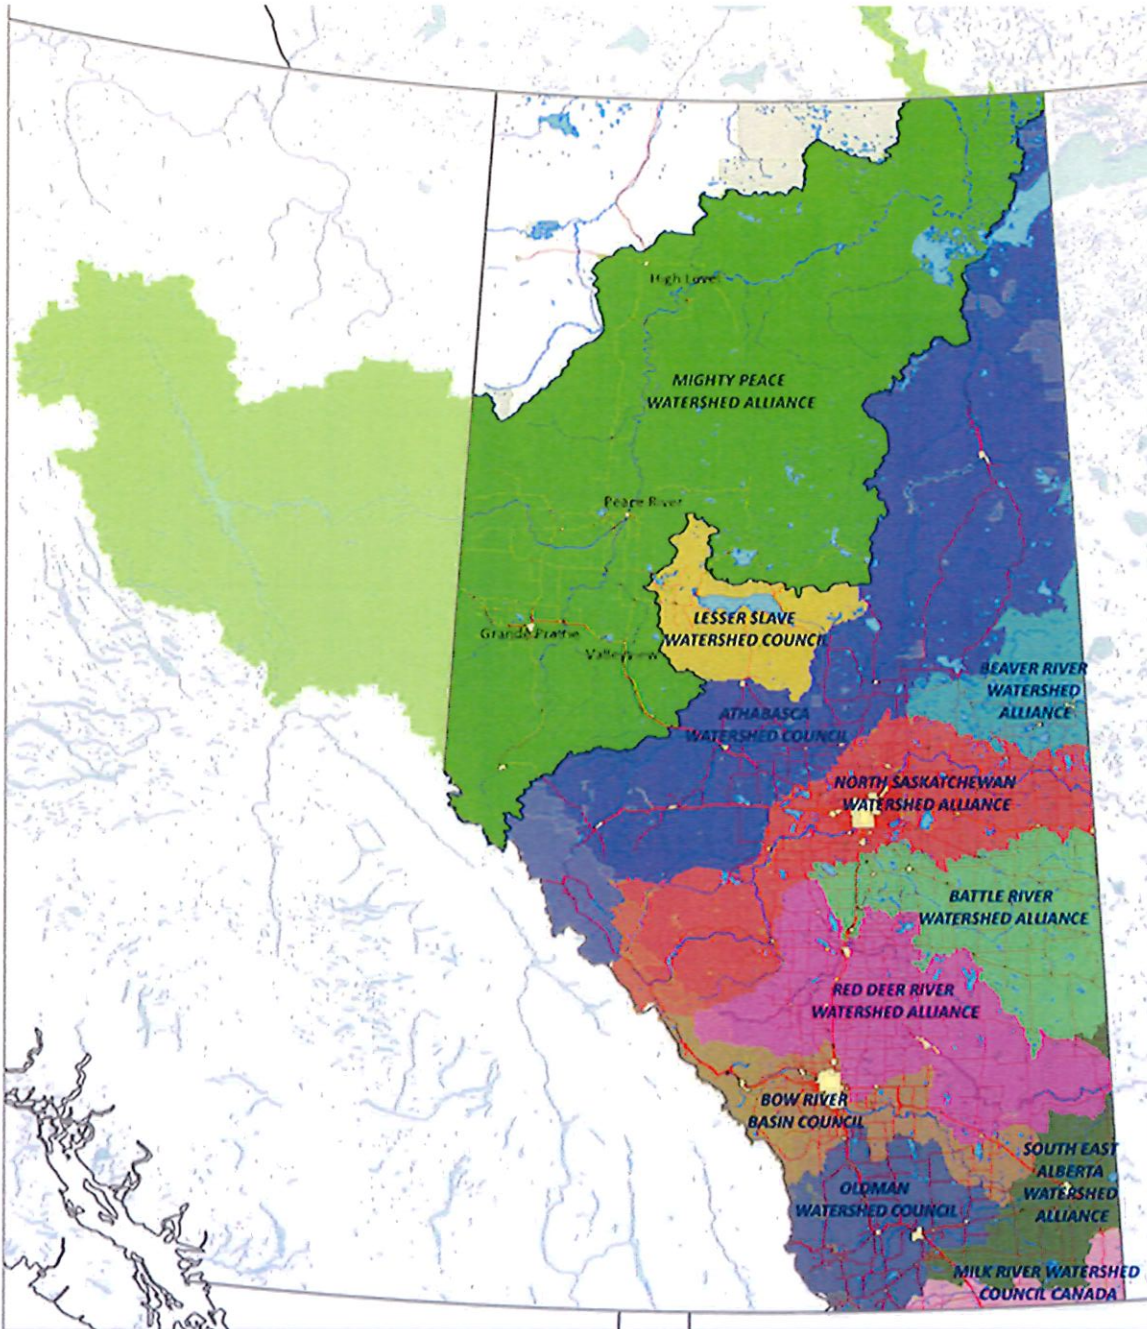 High Level
MIGHTY PEACE
WATERSHED ALLIANCE
Peace River
LESSER SLAVE
WATERSHED COUNCIL
Grande Prairie
Valleyview
BEAVER RIVER
WATERSHED
ALLIANCE
ATHABASCA
WATERSHED COUNCIL
NORTH SASKATCHEWAN
WATERSHED ALLIANCE
BATTLE RIVER
WATERSHED ALLIANCE
RED DEER RIVER
WATERSHED ALLIANCE
BOW RIVER
BASIN COUNCIL
SOUTH EAST
ALBERTA
WATERSHED
ALLIANCE
OLDMAN
WATERSHED COUNCIL
MILK RIVER WATERSHED
COUNCIL CANADA